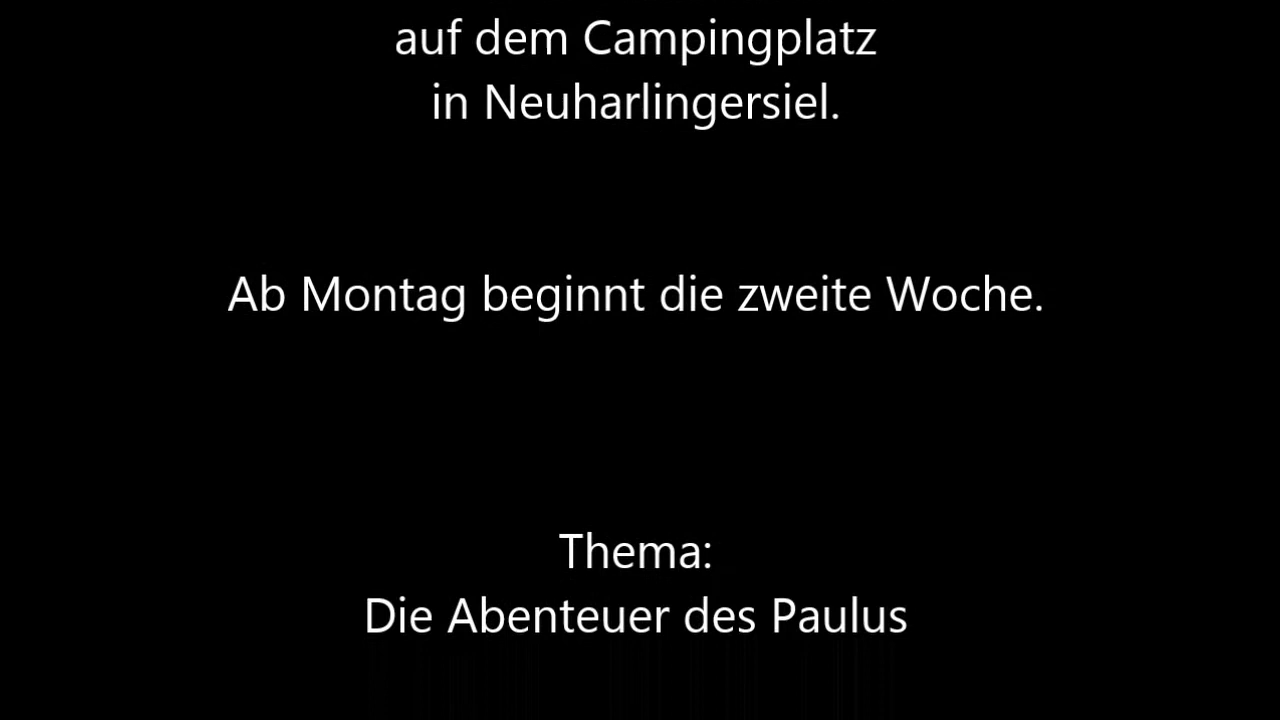 auf dem Campingplatz
in Neuharlingersiel.
Ab Montag beginnt die zweite Woche.
Thema:
Die Abenteuer des Paulus